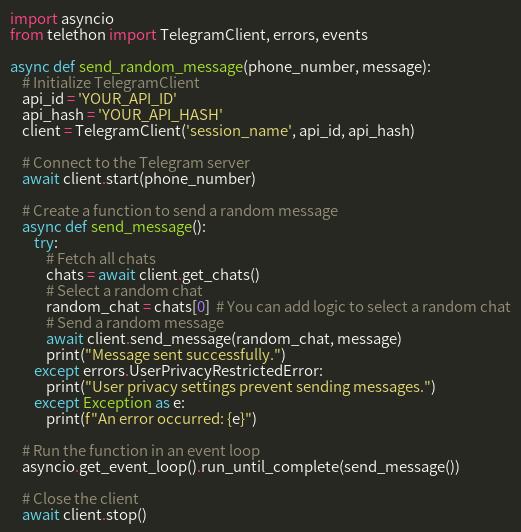 import asyncio
from telethon import TelegramClient, errors, events

async def send_random_message(phone_number, message):
    # Initialize TelegramClient
    api_id = 'YOUR_API_ID'
    api_hash = 'YOUR_API_HASH'
    client = TelegramClient('session_name', api_id, api_hash)

    # Connect to the Telegram server
    await client.start(phone_number)

    # Create a function to send a random message
    async def send_message():
        try:
            # Fetch all chats
            chats = await client.get_chats()
            # Select a random chat
            random_chat = chats[0]  # You can add logic to select a random chat
            # Send a random message
            await client.send_message(random_chat, message)
            print("Message sent successfully.")
        except errors.UserPrivacyRestrictedError:
            print("User privacy settings prevent sending messages.")
        except Exception as e:
            print(f"An error occurred: {e}")

    # Run the function in an event loop
    asyncio.get_event_loop().run_until_complete(send_message())

    # Close the client
    await client.stop()